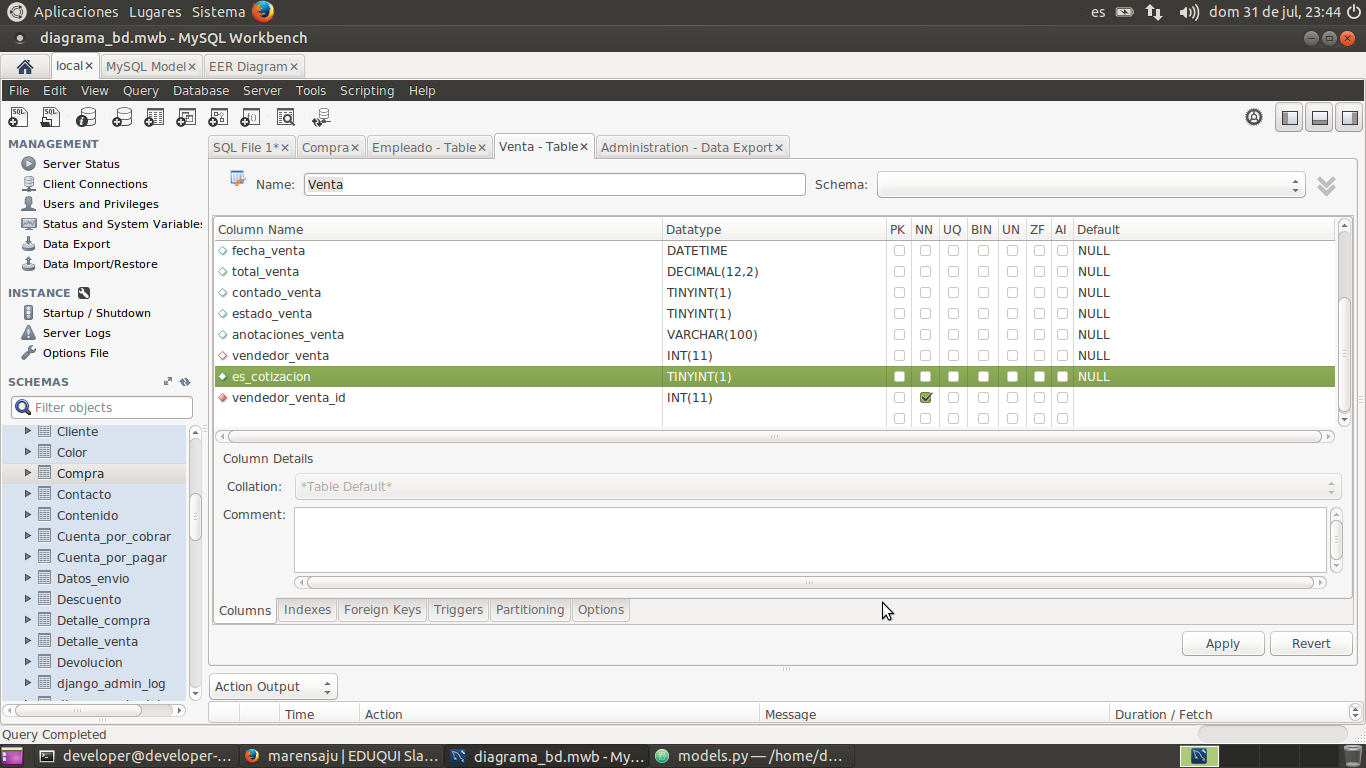 Aplicaciones Lugares Sistema es dom 31 de jul, 23:44
diagrama_bd.mwb - MySQL Workbench
local MySQL Model EER Diagram
File Edit View Query Database Server Tools Scripting Help
MANAGEMENT
Server Status
Client Connections
Users and Privileges
Status and System Variables
Data Export
Data Import/Restore
INSTANCE
Startup / Shutdown
Server Logs
Options File
SCHEMAS
Filter objects
Cliente
Color
Compra
Contacto
Contenido
Cuenta_por_cobrar
Cuenta_por_pagar
Datos_envio
Descuento
Detalle_compra
Detalle_venta
Devolucion
django_admin_log
SQL File 1* Compra Empleado - Table Venta - Table Administration - Data Export
Name: Venta Schema:
Column Name Datatype PK NN UQ BIN UN ZF AI Default
fecha_venta DATETIME NULL
total_venta DECIMAL(12,2) NULL
contado_venta TINYINT(1) NULL
estado_venta TINYINT(1) NULL
anotaciones_venta VARCHAR(100) NULL
vendedor_venta INT(11) NULL
es_cotizacion TINYINT(1) NULL
vendedor_venta_id INT(11)
Column Details
Collation: *Table Default*
Comment:
Columns Indexes Foreign Keys Triggers Partitioning Options
Apply Revert
Action Output
Time Action Message Duration / Fetch
Query Completed
developer@developer-... marensaju | EDUQUI Sla... diagrama_bd.mwb - My... models.py — /home/d...